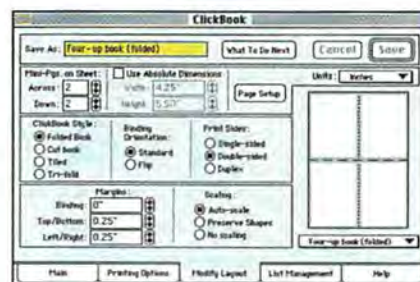 ClickBook
Save As: Four-up book (folded) What To Do Next Cancel Save
Mini-Pgs. on Sheet: Use Absolute Dimensions Units: Inches
Across: 2 Width: 4.25" Page Setup
Down: 2 Height: 5.50"
ClickBook Style: Binding Orientation: Print Sides:
Folded Book Standard Single-sided
Cut book Flip Double-sided
Tiled Duplex
Tri-fold
Margins: Scaling:
Binding: 0" Auto-scale
Top/Bottom: 0.25" Preserve Shapes
Left/Right: 0.25" No scaling
Four-up book (folded)
Main Printing Options Modify Layout List Management Help